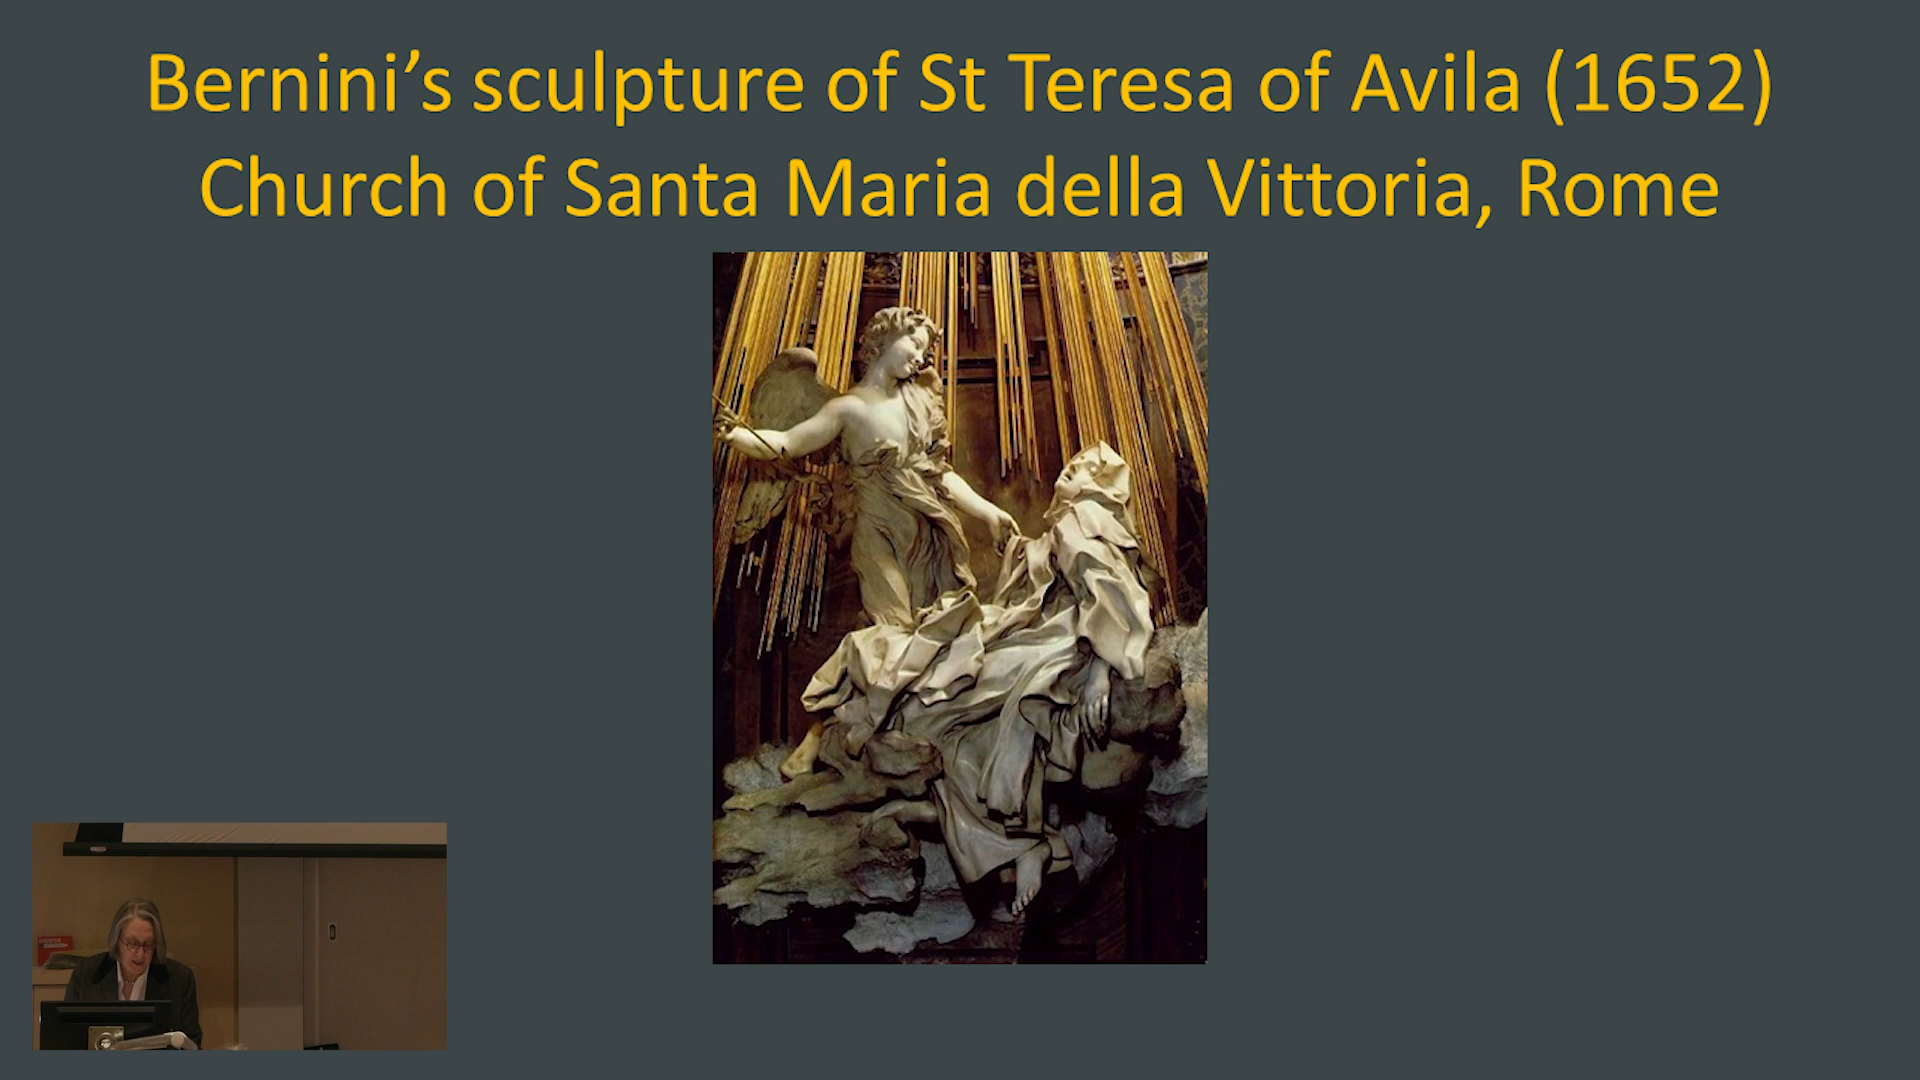 Bernini’s sculpture of St Teresa of Avila (1652)
Church of Santa Maria della Vittoria, Rome